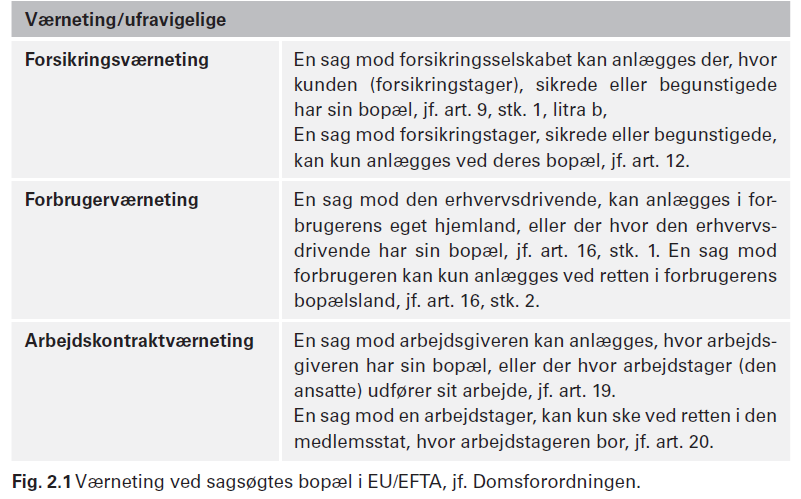 Værneting/ufravigelige
Forsikringsværneting
En sag mod forsikringsselskabet kan anlægges der, hvor
kunden (forsikringstager), sikrede eller begunstigede
har sin bopæl, jf. art. 9, stk. 1, litra b,
En sag mod forsikringstager, sikrede eller begunstigede,
kan kun anlægges ved deres bopæl, jf. art. 12.
Forbrugerværneting
En sag mod den erhvervsdrivende, kan anlægges i for-
brugerens eget hjemland, eller der hvor den erhvervs-
drivende har sin bopæl, jf. art. 16, stk. 1. En sag mod
forbrugeren kan kun anlægges ved retten i forbrugerens
bopælsland, jf. art. 16, stk. 2.
Arbejdskontraktværneting
En sag mod arbejdsgiveren kan anlægges, hvor arbejds-
giveren har sin bopæl, eller der hvor arbejdstager (den
ansatte) udfører sit arbejde, jf. art. 19.
En sag mod en arbejdstager, kan kun ske ved retten i den
medlemsstat, hvor arbejdstageren bor, jf. art. 20.
Fig. 2.1 Værneting ved sagsøgtes bopæl i EU/EFTA, jf. Domsforordningen.